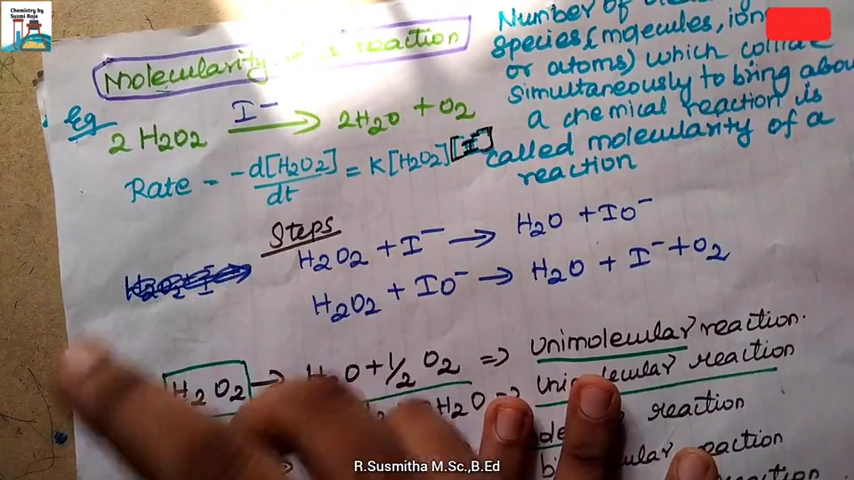 Chemistry by
Susmi Raja
Molecularity reaction
Number of
species (molecules, ions
or atoms) which collide
simultaneously to bring about
a chemical reaction is
called molecularity of a
reaction
Eg
2 H2O2 I⁻ → 2H2O + O2
Rate = -d[H2O2]/dt = K[H2O2][I⁻]
Steps
H2O2 + I⁻ → H2O + IO⁻
H2O2 + IO⁻ → H2O + I⁻ + O2
H2O2 → H2O + 1/2 O2 ⇒ Unimolecular reaction.
H2O ⇒ reaction
reaction
reaction
R.Susmitha M.Sc.,B.Ed